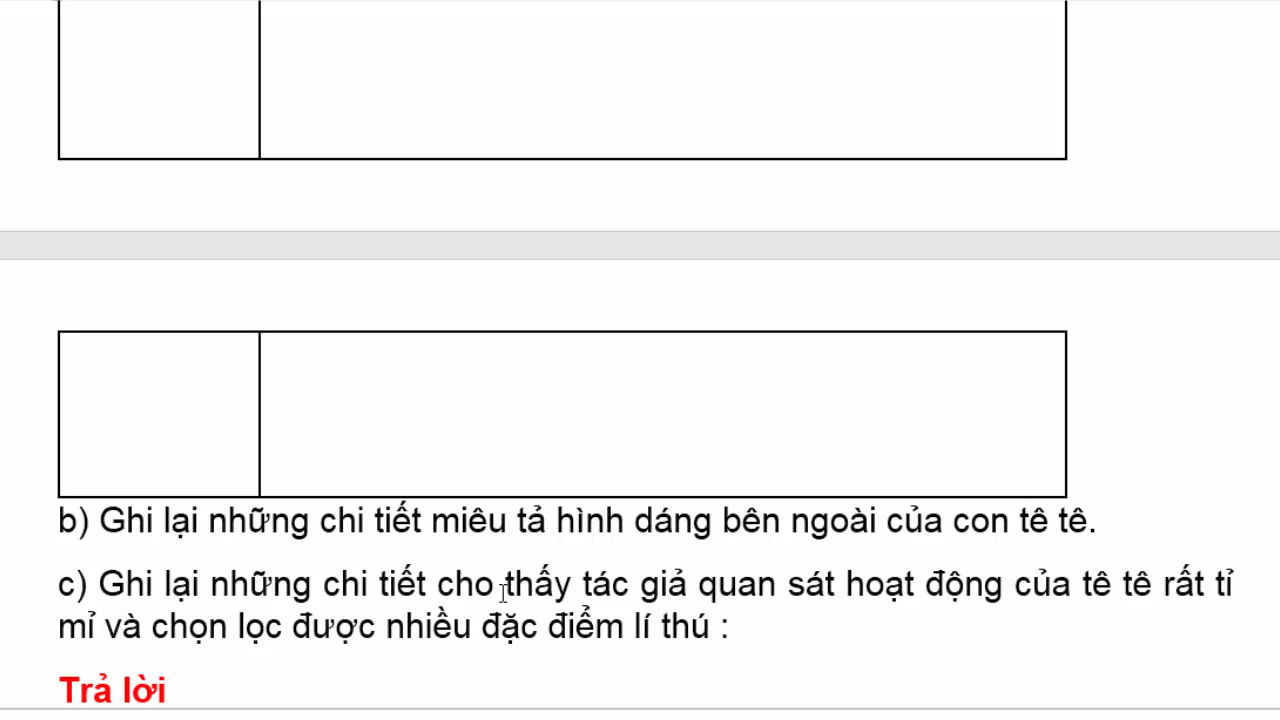 b) Ghi lại những chi tiết miêu tả hình dáng bên ngoài của con tê tê.
c) Ghi lại những chi tiết cho thấy tác giả quan sát hoạt động của tê tê rất tỉ
mỉ và chọn lọc được nhiều đặc điểm lí thú :
Trả lời